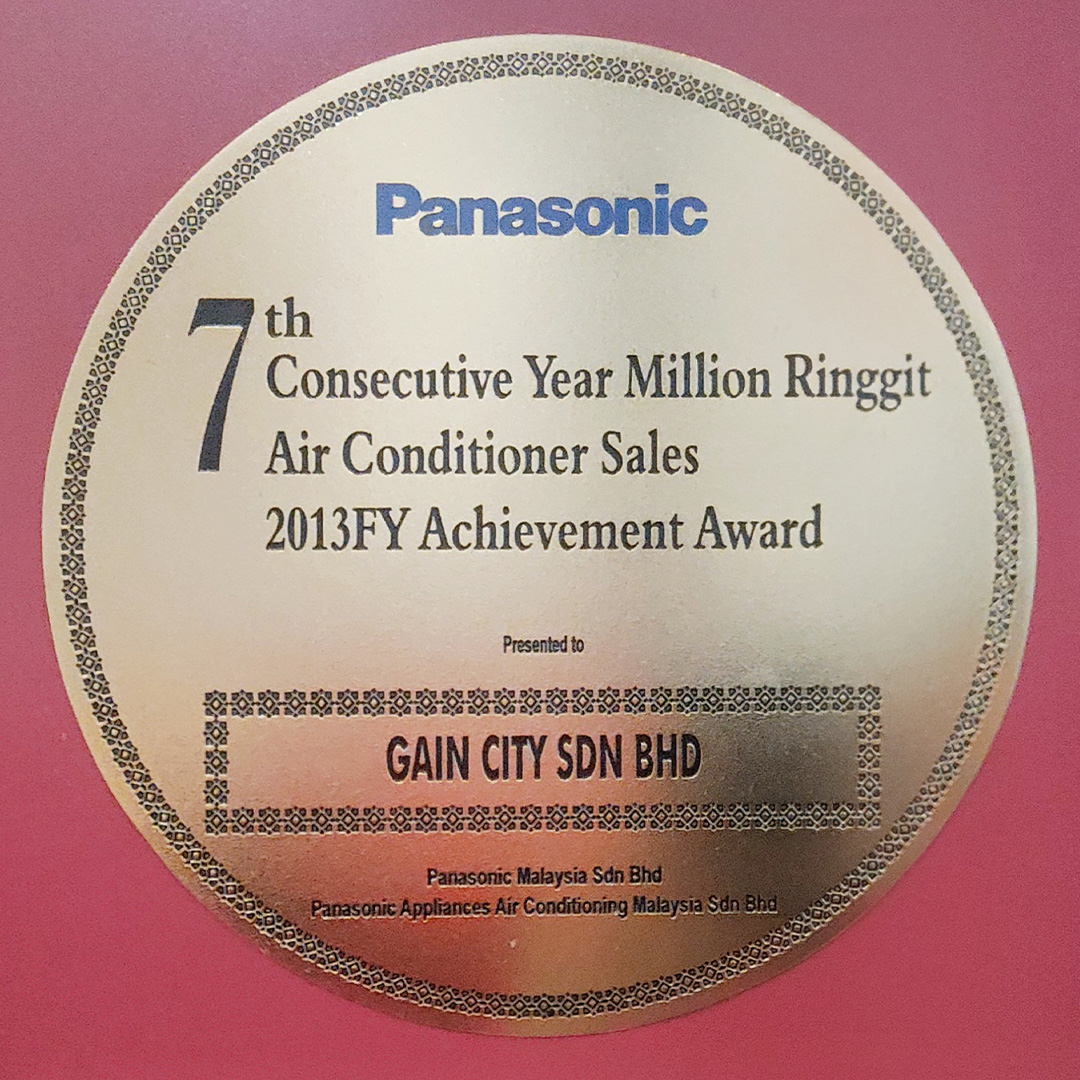 Panasonic
7th
Consecutive Year Million Ringgit
Air Conditioner Sales
2013FY Achievement Award
Presented to
GAIN CITY SDN BHD
Panasonic Malaysia Sdn Bhd
Panasonic Appliances Air Conditioning Malaysia Sdn Bhd